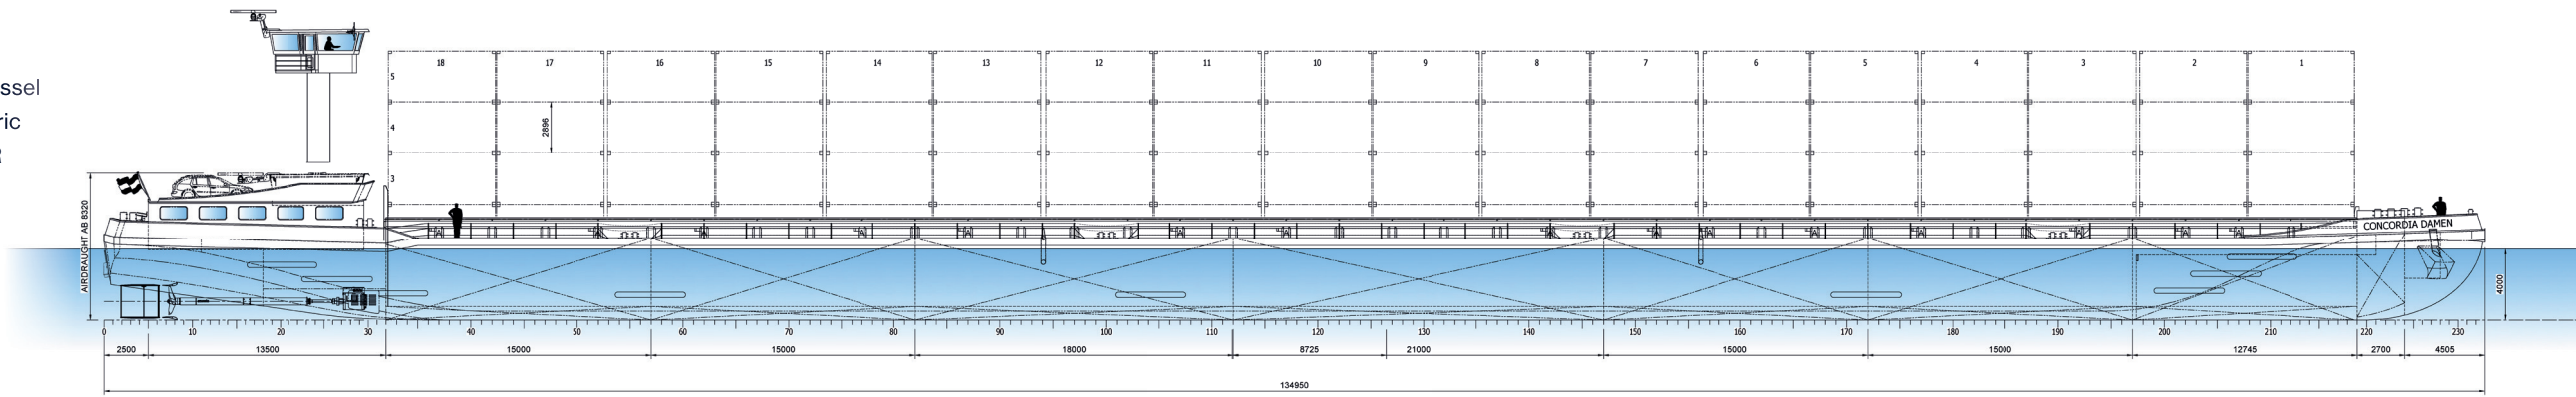 ssel
ric
18 17 16 15 14 13 12 11 10 9 8 7 6 5 4 3 2 1
5
4
2896
3
AIRDRAUGHT AB 8320
CONCORDIA DAMEN
4000
0 10 20 30 40 50 60 70 80 90 100 110 120 130 140 150 160 170 180 190 200 210 220 230
2500 13500 15000 15000 18000 8725 21000 15000 15000 12745 2700 4505
134950